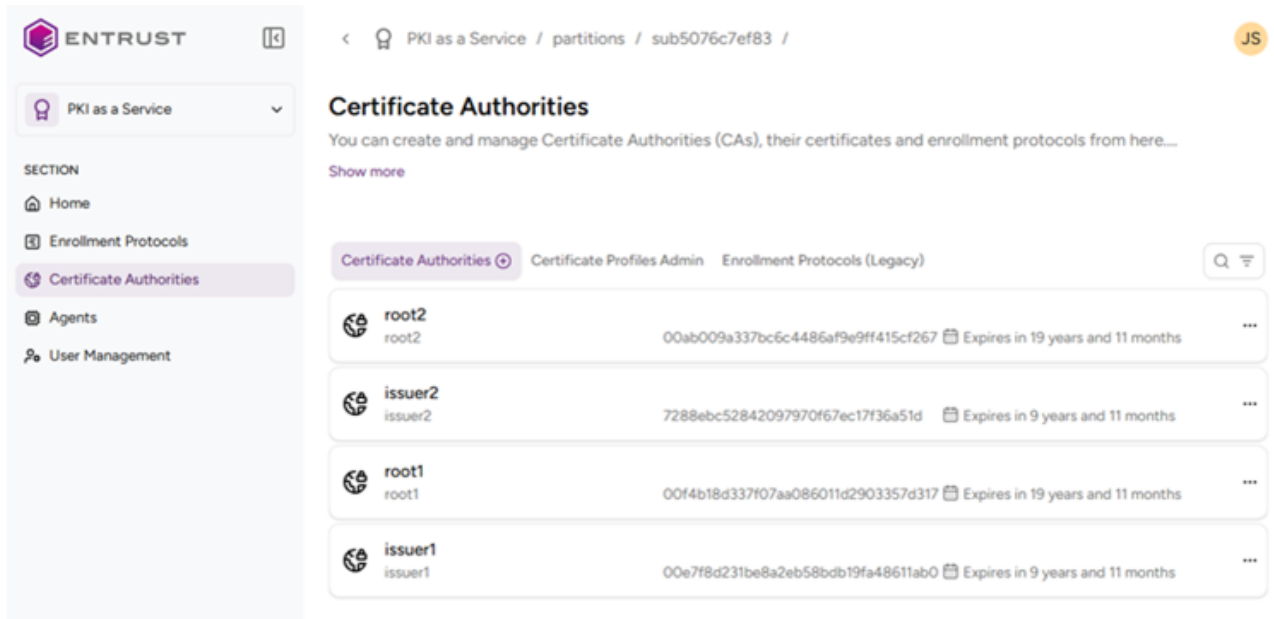 ENTRUST
PKI as a Service
SECTION
Home
Enrollment Protocols
Certificate Authorities
Agents
User Management
PKI as a Service / partitions / sub5076c7ef83 /
JS
Certificate Authorities
You can create and manage Certificate Authorities (CAs), their certificates and enrollment protocols from here....
Show more
Certificate Authorities Certificate Profiles Admin Enrollment Protocols (Legacy)
root2
root2 00ab009a337bc6c4486af9e9ff415cf267 Expires in 19 years and 11 months
issuer2
issuer2 7288ebc52842097970f67ec17f36a51d Expires in 9 years and 11 months
root1
root1 00f4b18d337f07aa086011d2903357d317 Expires in 19 years and 11 months
issuer1
issuer1 00e7f8d231be8a2eb58bdb19fa48611ab0 Expires in 9 years and 11 months